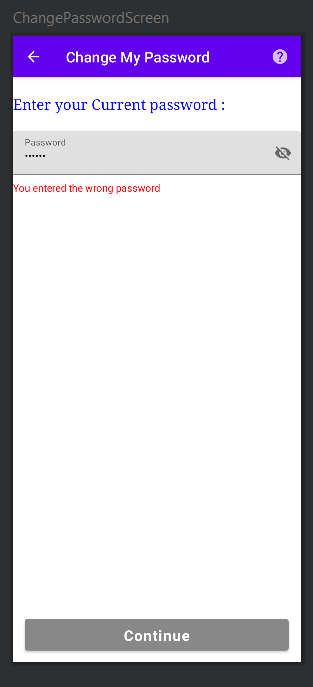 ChangePasswordScreen
Change My Password
Enter your Current password :
Password
••••••
You entered the wrong password
Continue